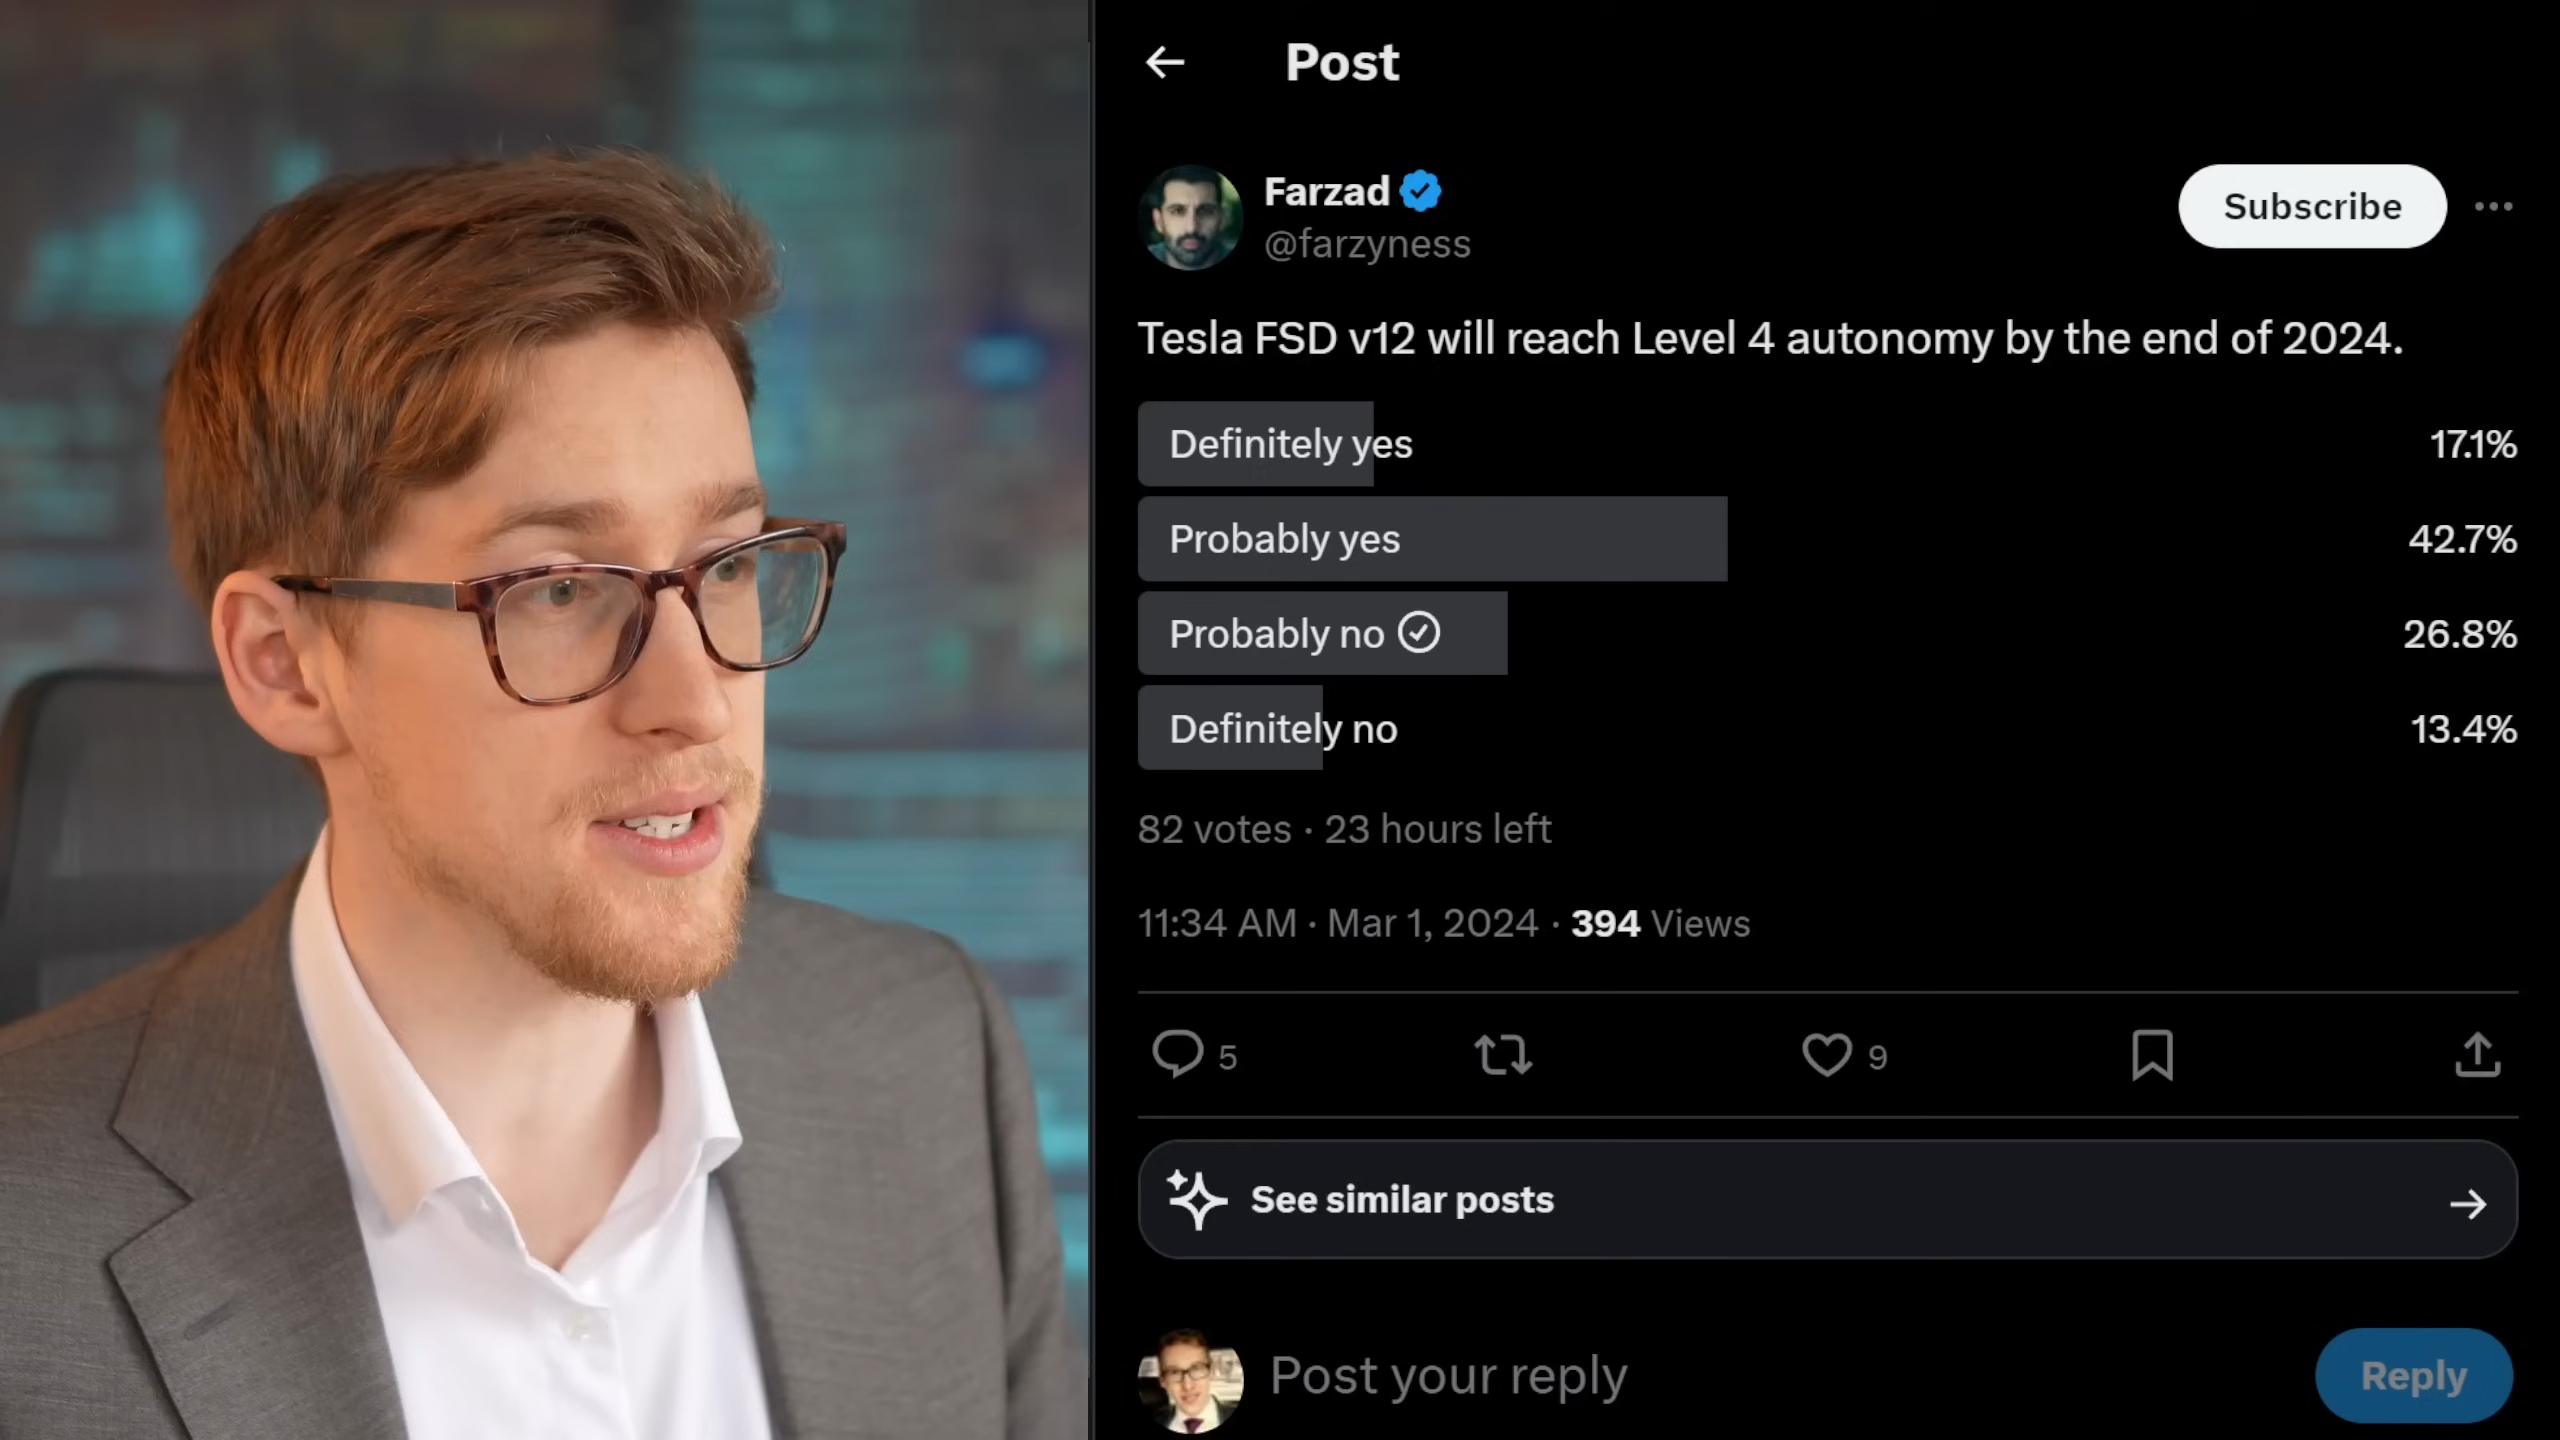 Post
Farzad
Subscribe
@farzyness
Tesla FSD v12 will reach Level 4 autonomy by the end of 2024.
Definitely yes 17.1%
Probably yes 42.7%
Probably no 26.8%
Definitely no 13.4%
82 votes · 23 hours left
11:34 AM · Mar 1, 2024 · 394 Views
5 9
See similar posts
Post your reply Reply